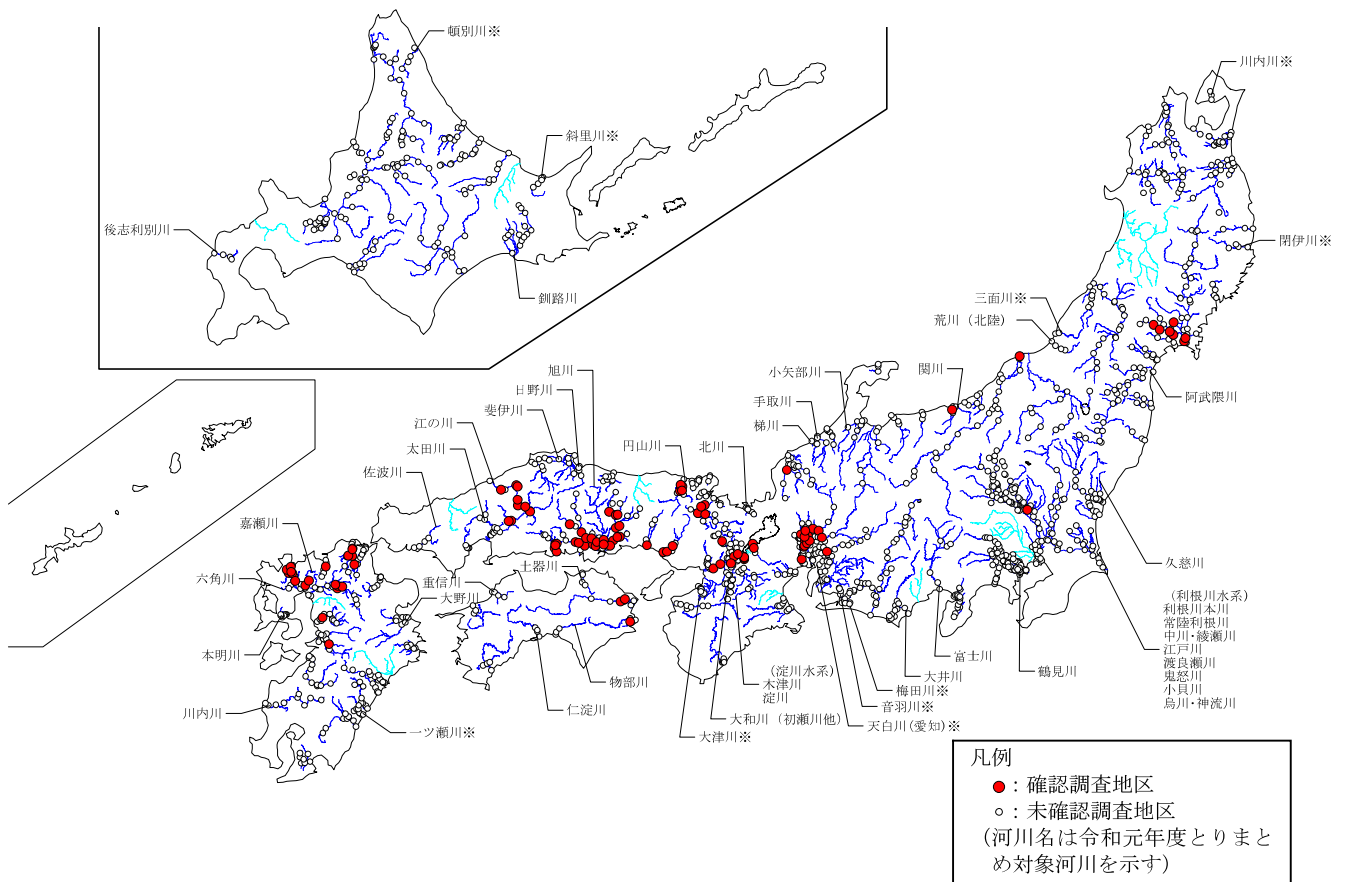 頓別川※
川内川※
斜里川※
後志利別川
釧路川
閉伊川※
三面川※
荒川（北陸）
阿武隈川
関川
小矢部川
手取川
梯川
旭川
日野川
斐伊川
江の川
太田川
佐波川
円山川
北川
嘉瀬川
六角川
本明川
川内川
重信川
大野川
土器川
一ツ瀬川※
仁淀川
物部川
（淀川水系）
木津川
淀川
大和川（初瀬川他）
大津川※
天白川(愛知)※
音羽川※
梅田川※
大井川
富士川
鶴見川
久慈川
（利根川水系）
利根川本川
常陸利根川
中川・綾瀬川
江戸川
渡良瀬川
鬼怒川
小貝川
烏川・神流川
凡例
●：確認調査地区
○：未確認調査地区
（河川名は令和元年度とりまと
め対象河川を示す）